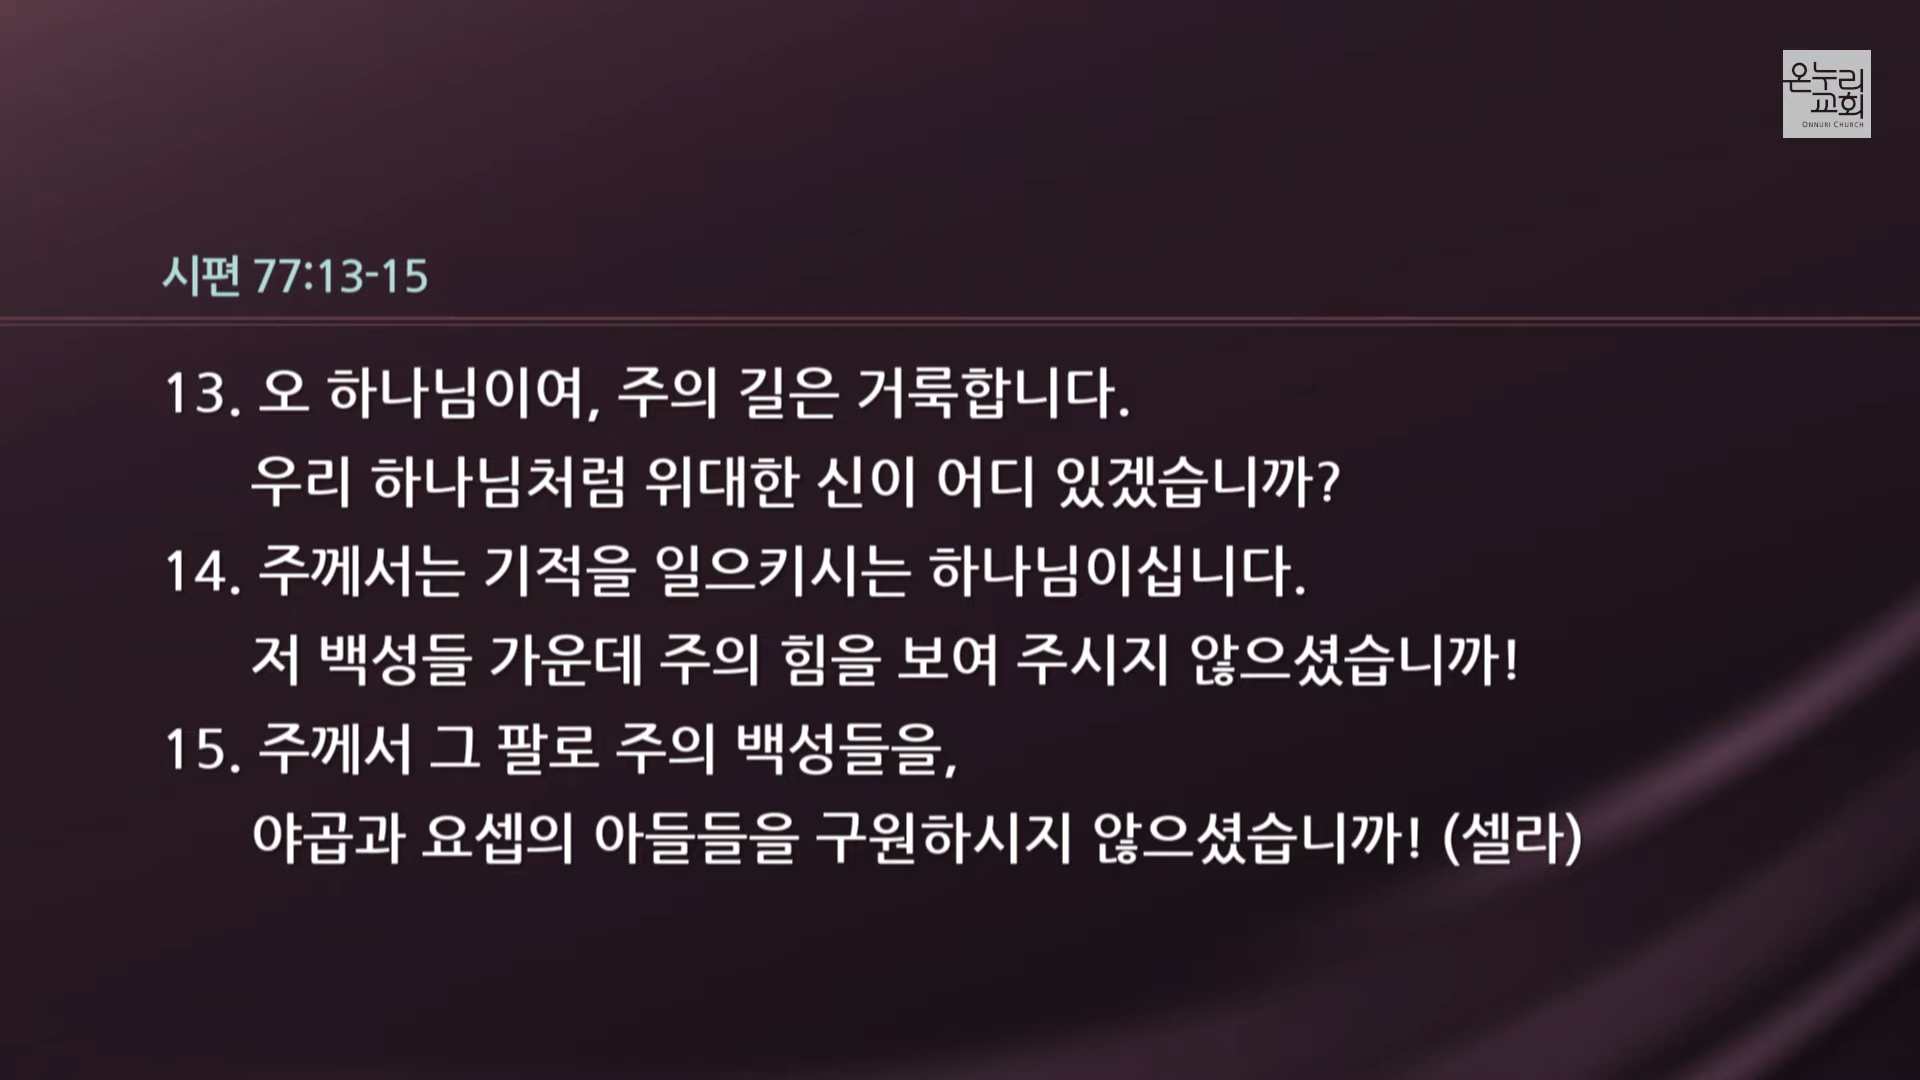 온누리
교회
ONNURI CHURCH
시편 77:13-15
13. 오 하나님이여, 주의 길은 거룩합니다.
우리 하나님처럼 위대한 신이 어디 있겠습니까?
14. 주께서는 기적을 일으키시는 하나님이십니다.
저 백성들 가운데 주의 힘을 보여 주시지 않으셨습니까!
15. 주께서 그 팔로 주의 백성들을,
야곱과 요셉의 아들들을 구원하시지 않으셨습니까! (셀라)